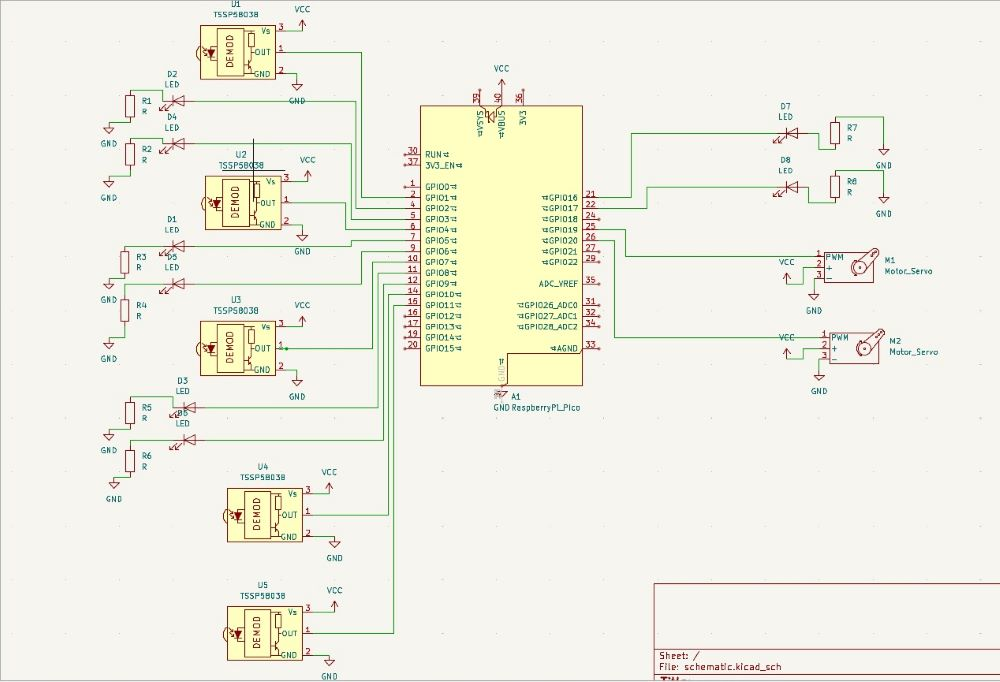 U1
TSSP58038
VCC
Vs 3
DEMOD
OUT 1
GND 2
GND
D2
LED
R1
R
GND
D4
LED
R2
R
GND
U2
TSSP58038
VCC
Vs 3
DEMOD
OUT 1
GND 2
GND
D1
LED
R3
R
GND
D5
LED
R4
R
GND
U3
TSSP58038
VCC
Vs 3
DEMOD
OUT 1
GND 2
GND
D3
LED
R5
R
GND
LED
R6
R
GND
U4
TSSP58038
VCC
Vs 3
DEMOD
OUT 1
GND 2
GND
U5
TSSP58038
VCC
Vs 3
DEMOD
OUT 1
GND 2
GND
VCC
39 40 36
VSYS VBUS 3V3
30 RUN
37 3V3_EN
1 GPIO0
2 GPIO1
4 GPIO2
5 GPIO3
6 GPIO4
7 GPIO5
9 GPIO6
10 GPIO7
11 GPIO8
12 GPIO9
14 GPIO10
15 GPIO11
16 GPIO12
17 GPIO13
19 GPIO14
20 GPIO15
GPIO16 21
GPIO17 22
GPIO18 24
GPIO19 25
GPIO20 26
GPIO21 27
GPIO22 29
ADC_VREF 35
GPIO26_ADC0 31
GPIO27_ADC1 32
GPIO28_ADC2 34
AGND 33
GND
A1
GND RaspberryPi_Pico
D7
LED
R7
R
GND
D8
LED
R8
R
GND
VCC
1 PWM
2 +
3 -
M1
Motor_Servo
GND
VCC
1 PWM
2 +
3 -
M2
Motor_Servo
GND
Sheet: /
File: schematic.kicad_sch